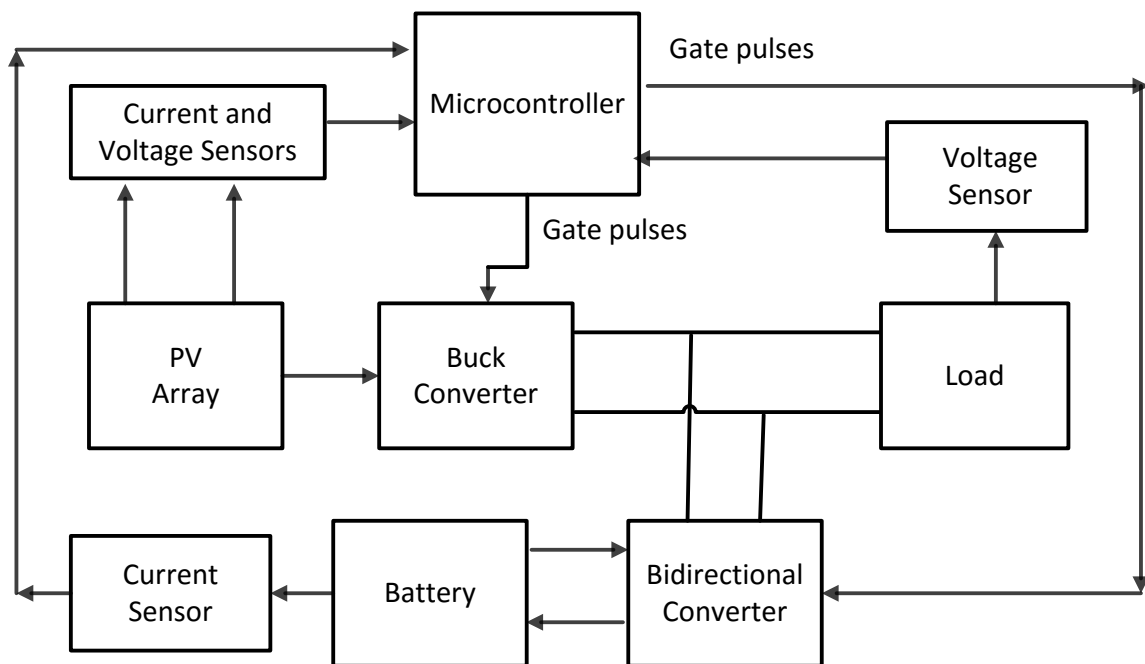 Gate pulses
Microcontroller
Current and
Voltage Sensors
Voltage
Sensor
Gate pulses
PV
Array
Buck
Converter
Load
Current
Sensor
Battery
Bidirectional
Converter